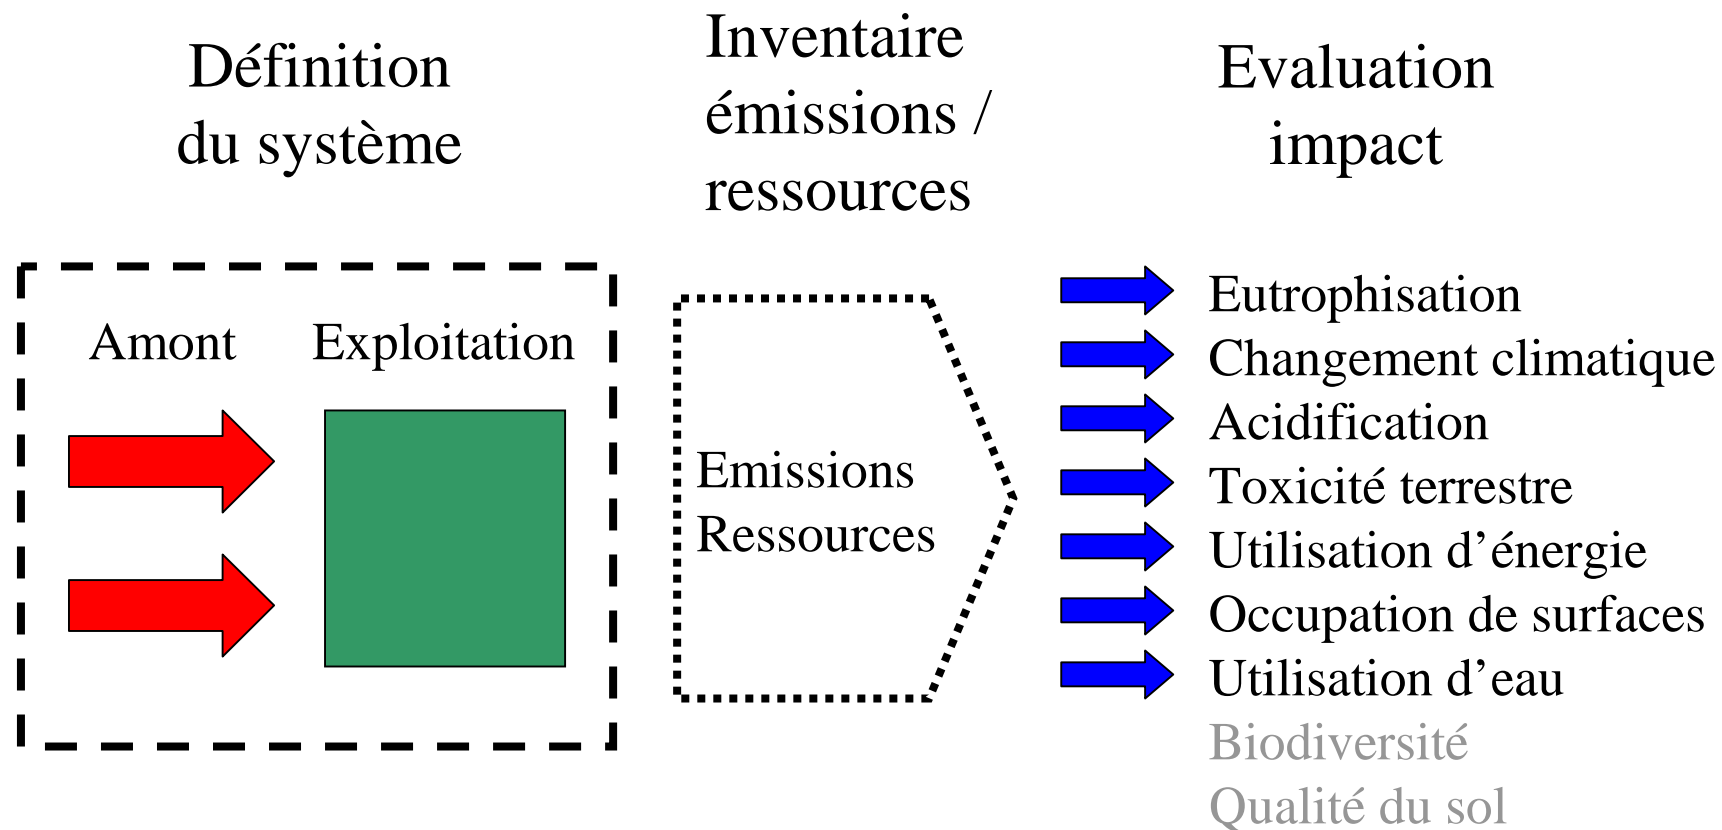 Définition
du système
Inventaire
émissions /
ressources
Evaluation
impact
Amont
Exploitation
Emissions
Ressources
Eutrophisation
Changement climatique
Acidification
Toxicité terrestre
Utilisation d’énergie
Occupation de surfaces
Utilisation d’eau
Biodiversité
Qualité du sol